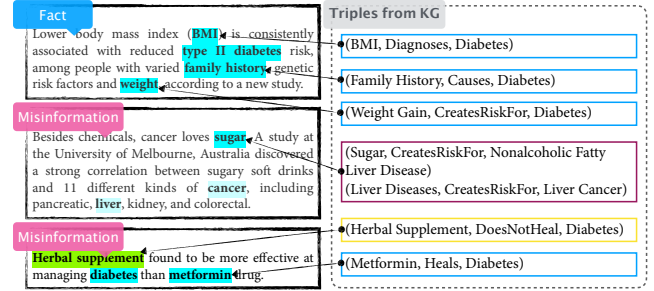 Fact
Lower body mass index (BMI) is consistently
associated with reduced type II diabetes risk,
among people with varied family history, genetic
risk factors and weight, according to a new study.
Misinformation
Besides chemicals, cancer loves sugar. A study at
the University of Melbourne, Australia discovered
a strong correlation between sugary soft drinks
and 11 different kinds of cancer, including
pancreatic, liver, kidney, and colorectal.
Misinformation
Herbal supplement found to be more effective at
managing diabetes than metformin drug.
Triples from KG
(BMI, Diagnoses, Diabetes)
(Family History, Causes, Diabetes)
(Weight Gain, CreatesRiskFor, Diabetes)
(Sugar, CreatesRiskFor, Nonalcoholic Fatty
Liver Disease)
(Liver Diseases, CreatesRiskFor, Liver Cancer)
(Herbal Supplement, DoesNotHeal, Diabetes)
(Metformin, Heals, Diabetes)